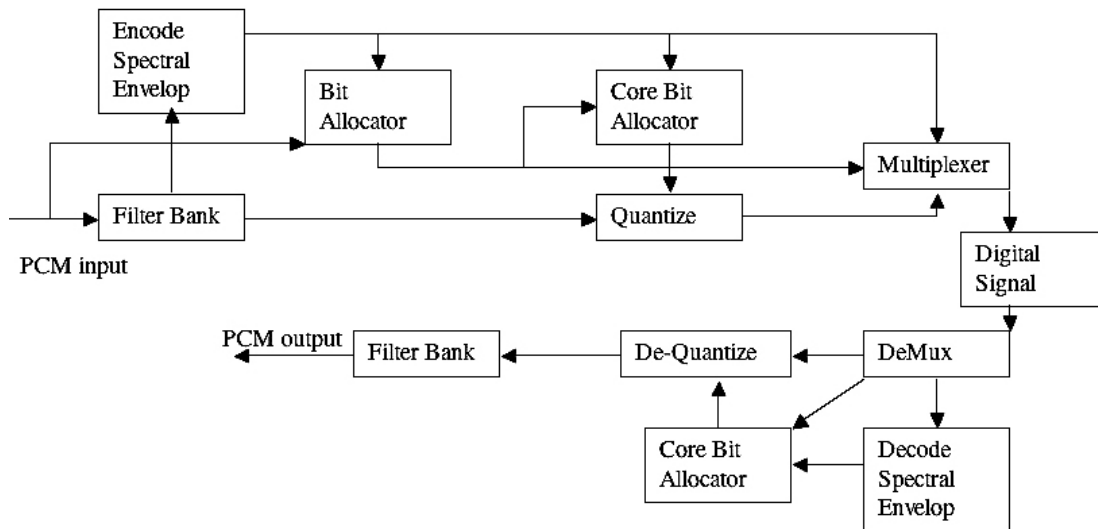 Encode
Spectral
Envelop
Bit
Allocator
Core Bit
Allocator
Multiplexer
Filter Bank
Quantize
PCM input
Digital
Signal
PCM output
Filter Bank
De-Quantize
DeMux
Core Bit
Allocator
Decode
Spectral
Envelop